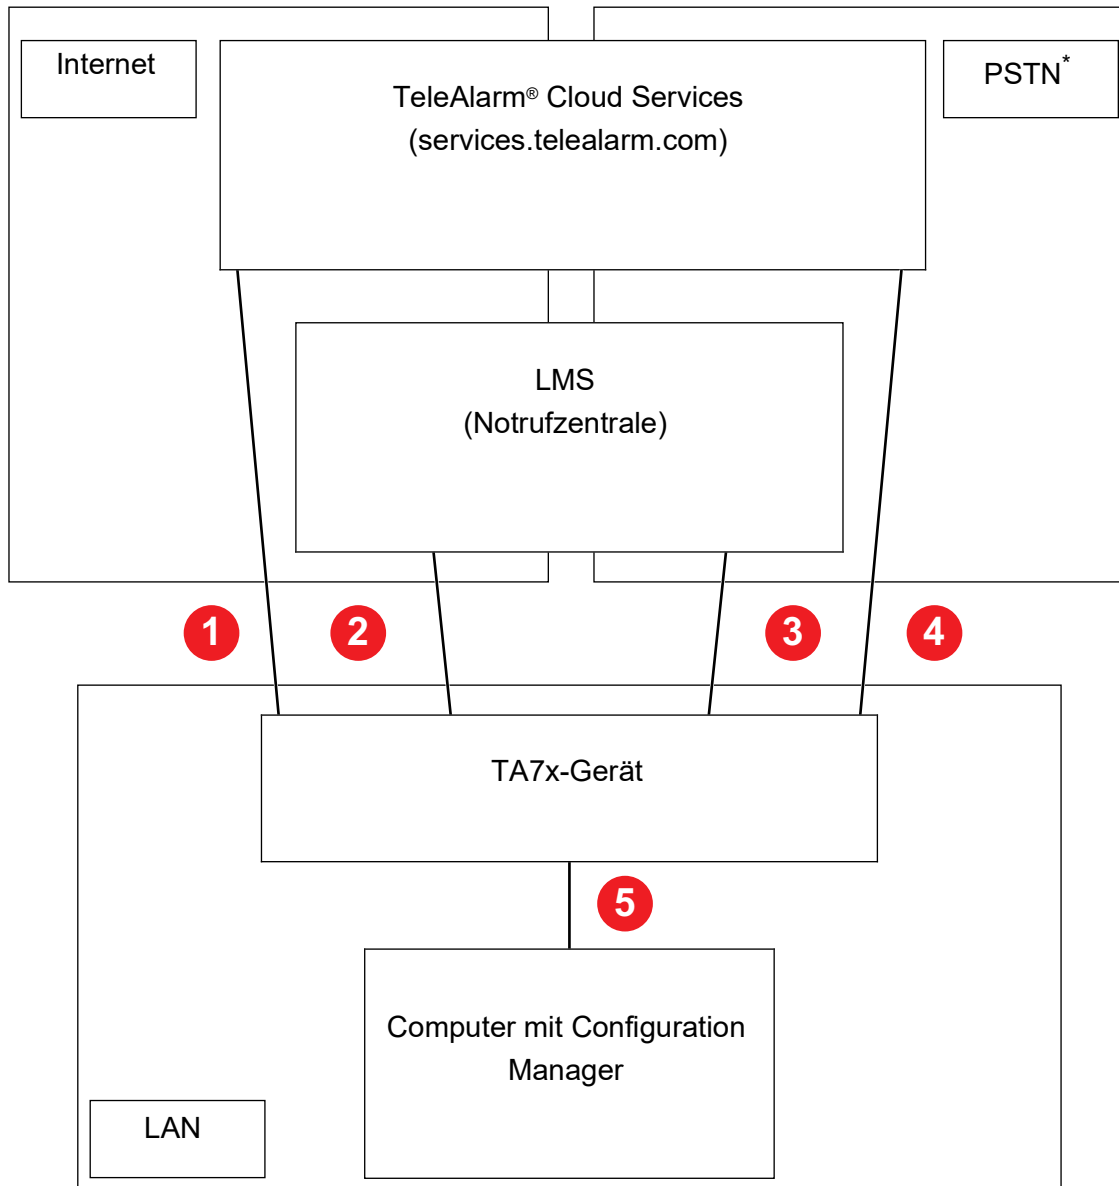 Internet
TeleAlarm® Cloud Services
(services.telealarm.com)
PSTN*
LMS
(Notrufzentrale)
1
2
3
4
TA7x-Gerät
5
Computer mit Configuration
Manager
LAN